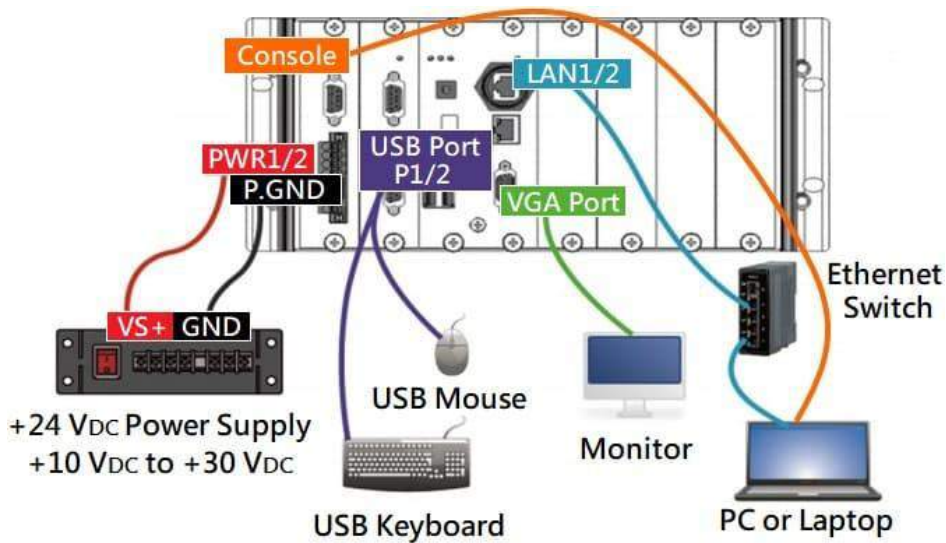 Console
LAN1/2
PWR1/2
P.GND
USB Port
P1/2
VGA Port
Ethernet
Switch
VS+
GND
USB Mouse
+24 VDC Power Supply
+10 VDC to +30 VDC
Monitor
USB Keyboard
PC or Laptop